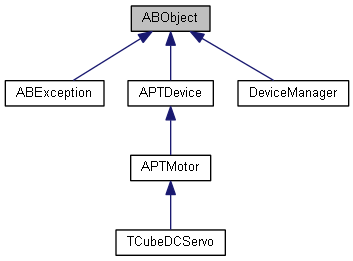 ABObject
ABException
APTDevice
DeviceManager
APTMotor
TCubeDCServo